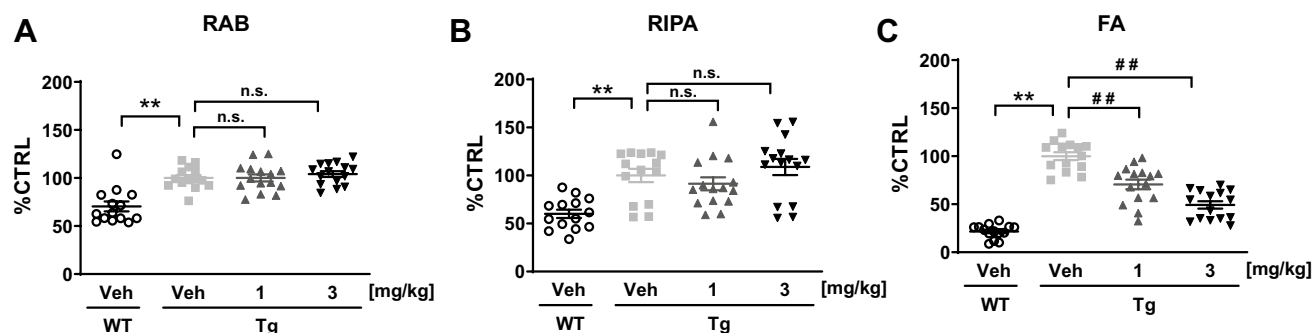 A
RAB
%CTRL
200
150
100
50
0
**
n.s.
n.s.
Veh
Veh
1
3
[mg/kg]
WT
Tg
B
RIPA
%CTRL
200
150
100
50
0
**
n.s.
n.s.
Veh
Veh
1
3
[mg/kg]
WT
Tg
C
FA
%CTRL
200
150
100
50
0
**
##
##
Veh
Veh
1
3
[mg/kg]
WT
Tg